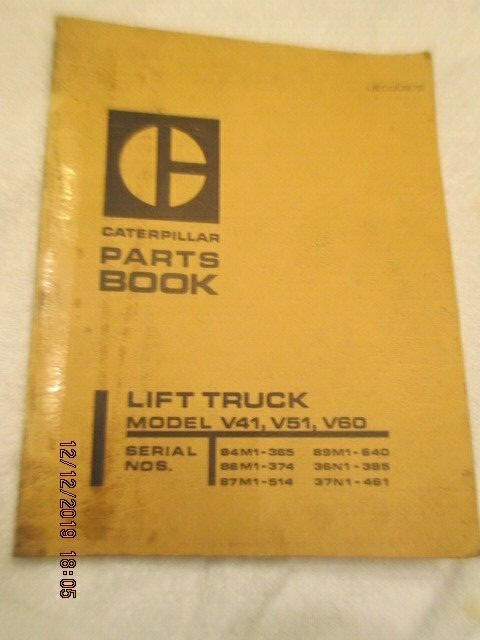 CATERPILLAR
PARTS
BOOK
LIFT TRUCK
MODEL V41, V51, V60
SERIAL NOS.
84M1-365 89M1-640
86M1-374 36N1-385
87M1-514 37N1-461
12/12/2019 18:05